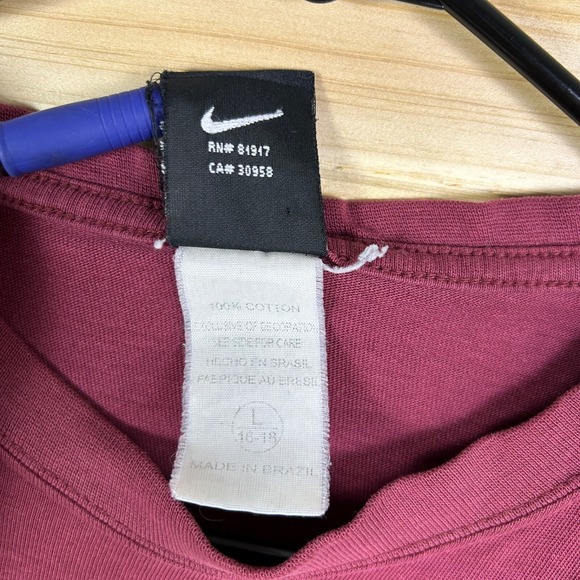 RN# 81917
CA# 30958
100% COTTON
EXCLUSIVE OF DECORATION
SEE SIDE FOR CARE
HECHO EN BRASIL
FABRIQUE AU BRESIL
L
16-18
MADE IN BRAZIL